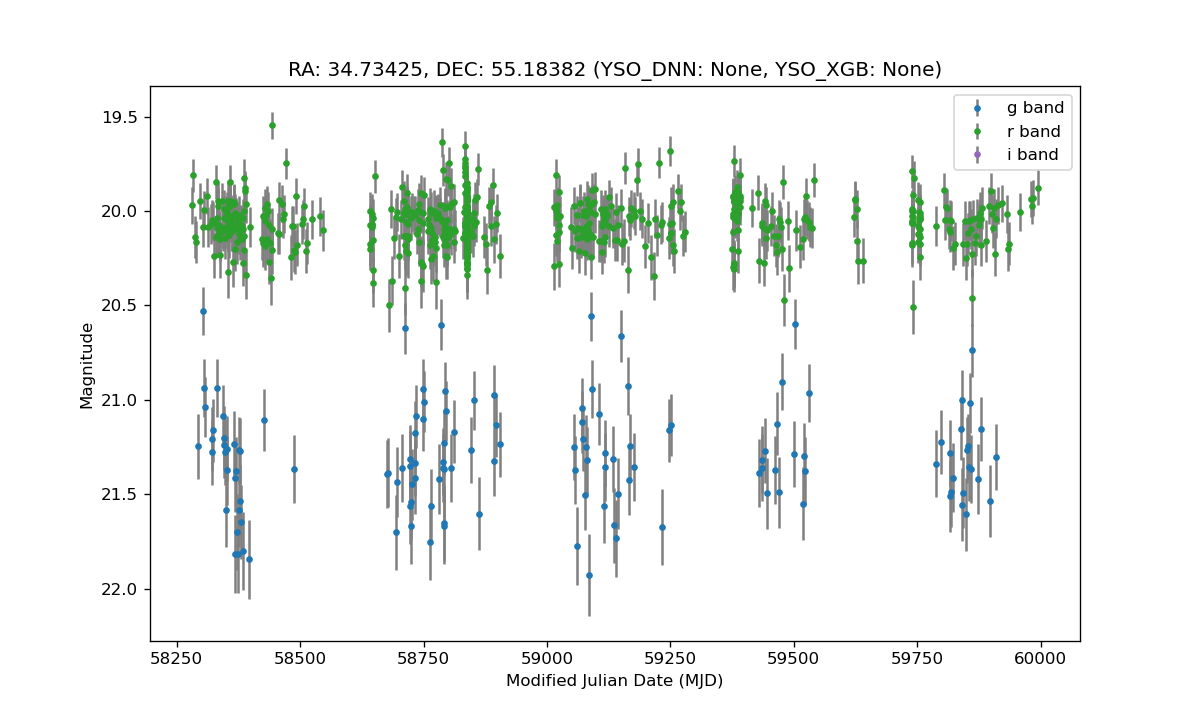 RA: 34.73425, DEC: 55.18382 (YSO_DNN: None, YSO_XGB: None)
g band
r band
i band
19.5
20.0
20.5
21.0
21.5
22.0
Magnitude
58250 58500 58750 59000 59250 59500 59750 60000
Modified Julian Date (MJD)